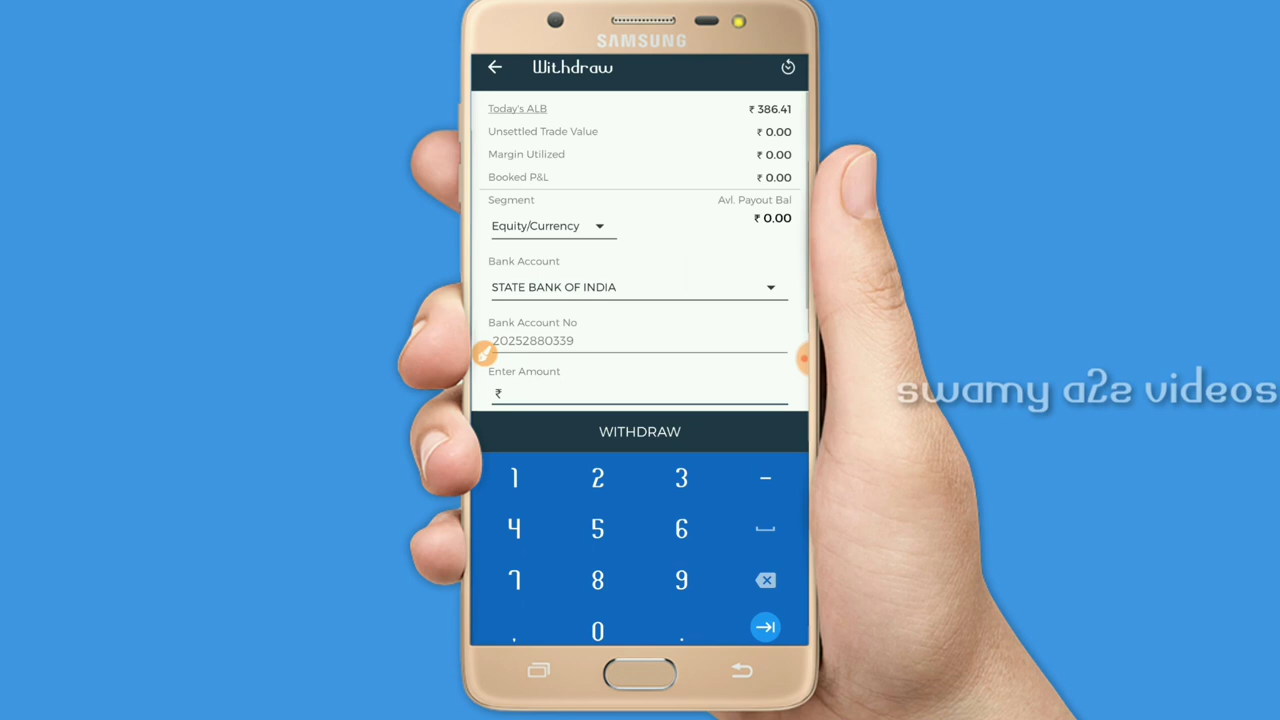 SAMSUNG
Withdraw
Today's ALB ₹ 386.41
Unsettled Trade Value ₹ 0.00
Margin Utilized ₹ 0.00
Booked P&L ₹ 0.00
Segment Avl. Payout Bal
Equity/Currency ₹ 0.00
Bank Account
STATE BANK OF INDIA
Bank Account No
20252880339
Enter Amount
₹
WITHDRAW
1 2 3 -
4 5 6
7 8 9
, 0 .
swamy a2z videos